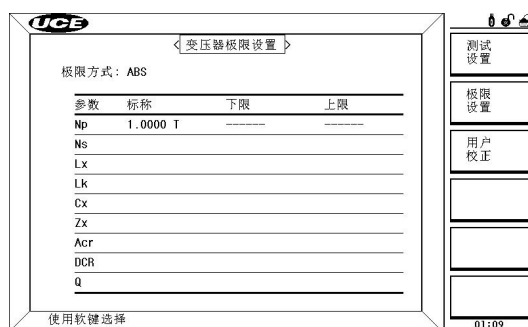 UCE
变压器极限设置
极限方式: ABS
参数 标称 下限 上限
Np 1.0000 T ------ ------
Ns
Lx
Lk
Cx
Zx
Acr
DCR
Q
使用软键选择
测试
设置
极限
设置
用户
校正
01:09